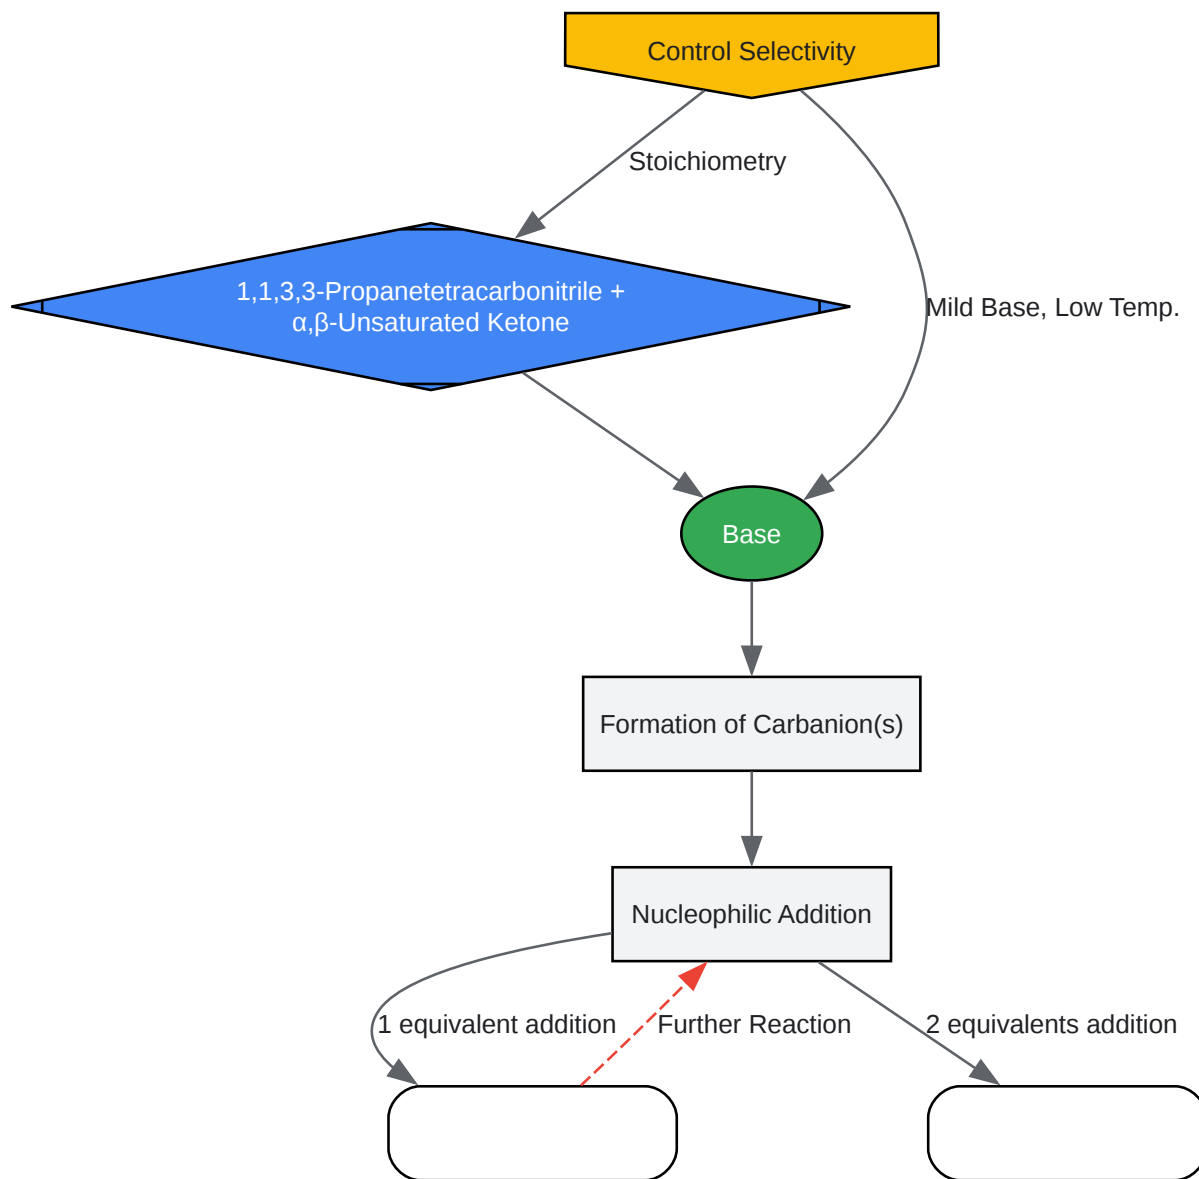 Control Selectivity
Stoichiometry
1,1,3,3-Propanetetracarbonitrile +
α,β-Unsaturated Ketone
Mild Base, Low Temp.
Base
Formation of Carbanion(s)
Nucleophilic Addition
1 equivalent addition
Further Reaction
2 equivalents addition